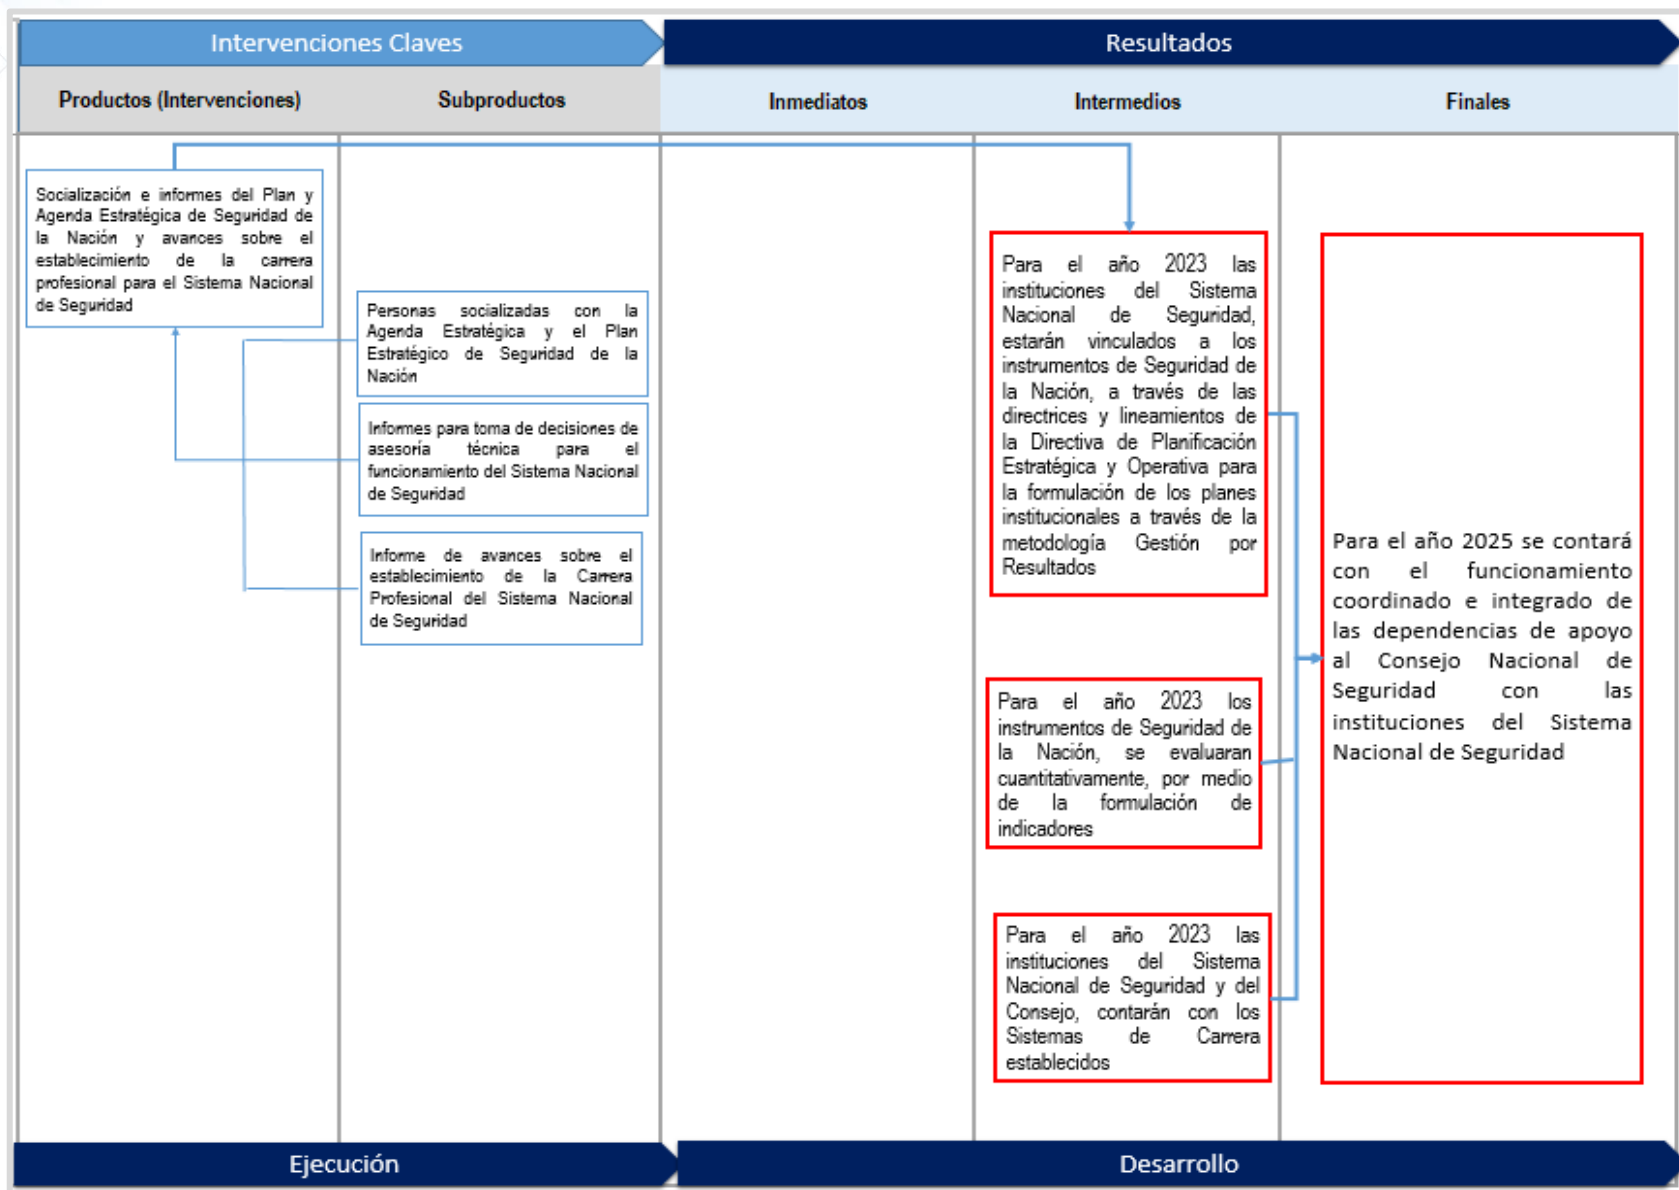 Intervenciones Claves
Resultados
Productos (Intervenciones)
Subproductos
Inmediatos
Intermedios
Finales
Socialización e informes del Plan y
Agenda Estratégica de Seguridad de
la Nación y avances sobre el
establecimiento de la carrera
profesional para el Sistema Nacional
de Seguridad
Personas socializadas con la
Agenda Estratégica y el Plan
Estratégico de Seguridad de la
Nación
Informes para toma de decisiones de
asesoría técnica para el
funcionamiento del Sistema Nacional
de Seguridad
Informe de avances sobre el
establecimiento de la Carrera
Profesional del Sistema Nacional
de Seguridad
Para el año 2023 las
instituciones del Sistema
Nacional de Seguridad,
estarán vinculados a los
instrumentos de Seguridad de
la Nación, a través de las
directrices y lineamientos de
la Directiva de Planificación
Estratégica y Operativa para
la formulación de los planes
institucionales a través de la
metodología Gestión por
Resultados
Para el año 2023 los
instrumentos de Seguridad de
la Nación, se evaluaran
cuantitativamente, por medio
de la formulación de
indicadores
Para el año 2023 las
instituciones del Sistema
Nacional de Seguridad y del
Consejo, contarán con los
Sistemas de Carrera
establecidos
Para el año 2025 se contará
con el funcionamiento
coordinado e integrado de
las dependencias de apoyo
al Consejo Nacional de
Seguridad con las
instituciones del Sistema
Nacional de Seguridad
Ejecución
Desarrollo